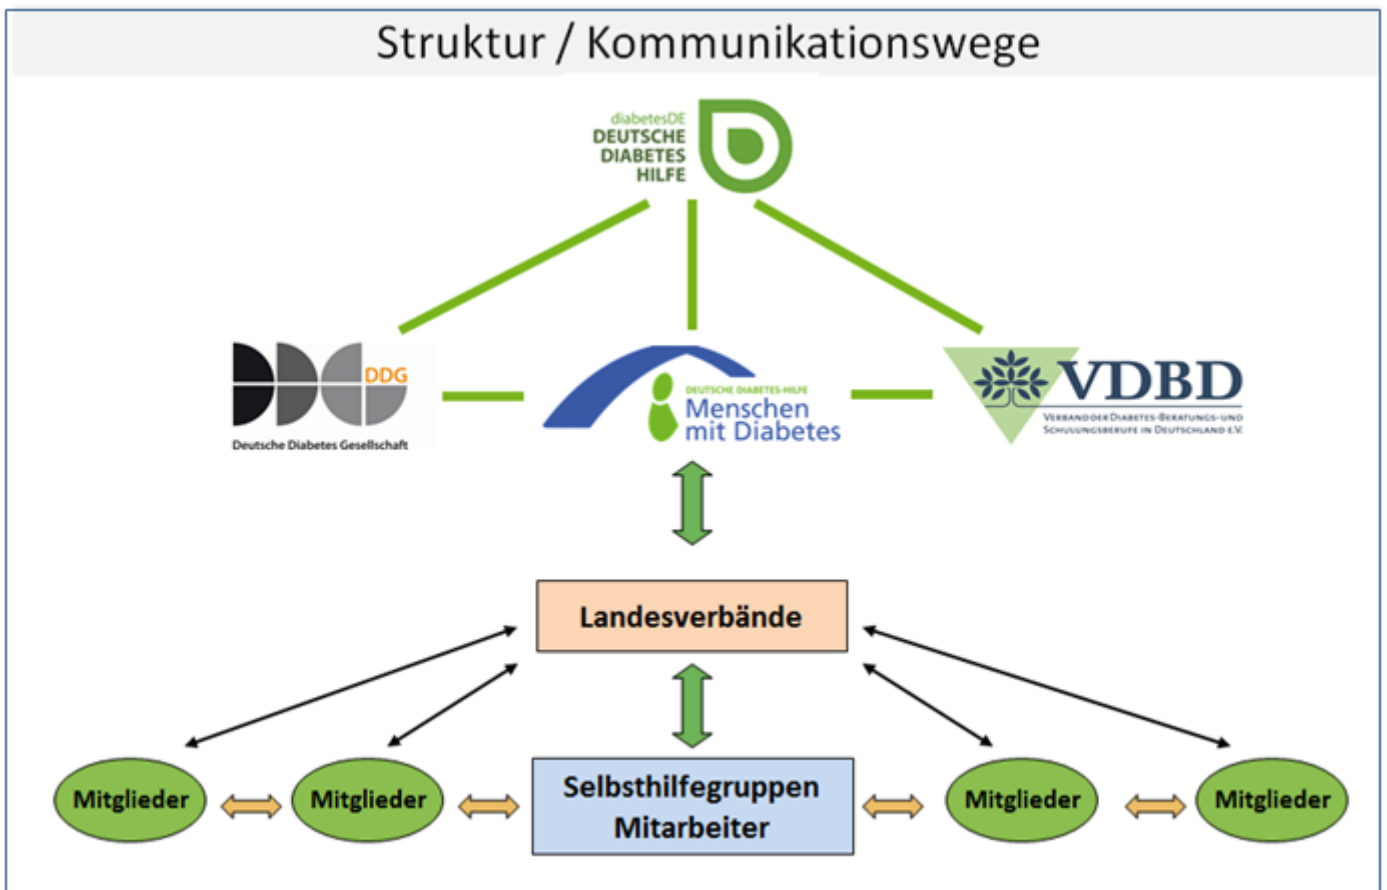 Struktur / Kommunikationswege
diabetesDE
DEUTSCHE
DIABETES
HILFE
DDG
Deutsche Diabetes Gesellschaft
DEUTSCHE DIABETES-HILFE
Menschen
mit Diabetes
VDBD
VERBAND DER DIABETES-BERATUNGS- UND
SCHULUNGSBERUFE IN DEUTSCHLAND E.V.
Landesverbände
Mitglieder
Mitglieder
Selbsthilfegruppen
Mitarbeiter
Mitglieder
Mitglieder